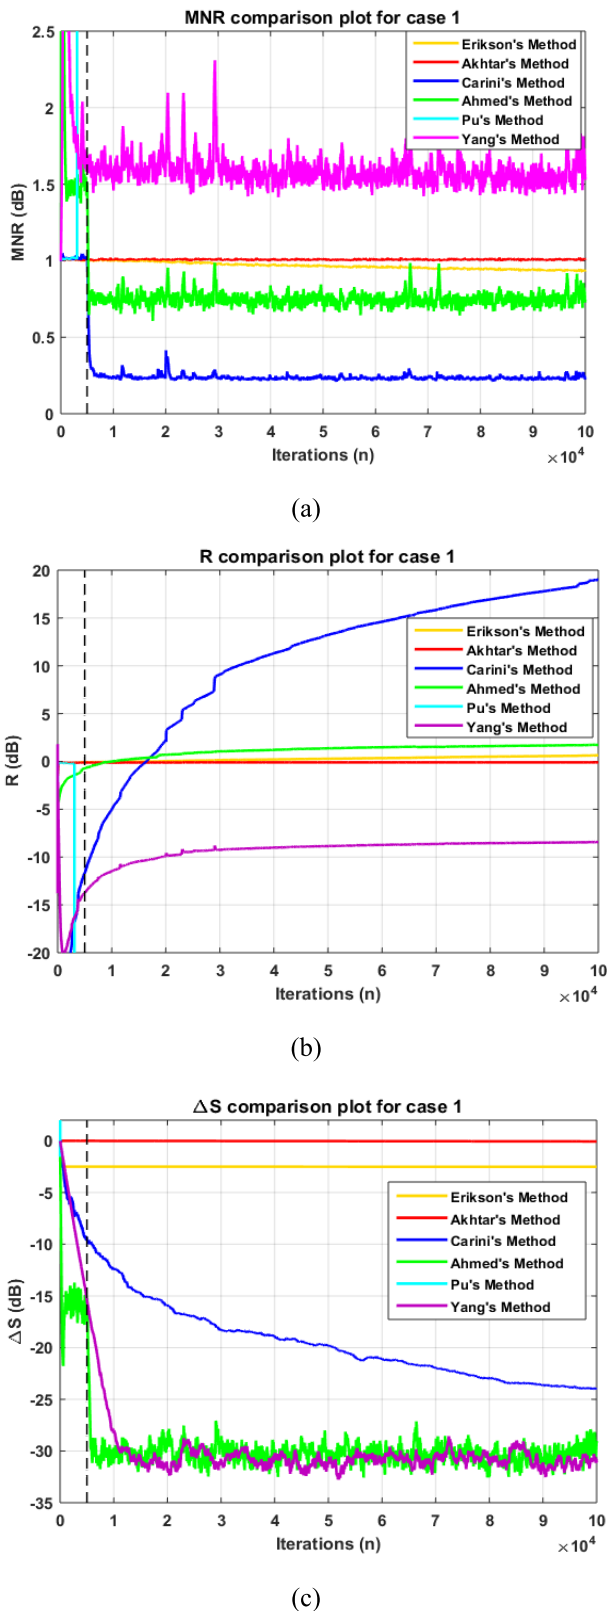 MNR comparison plot for case 1
2.5
2
1.5
1
0.5
0
MNR (dB)
Erikson's Method
Akhtar's Method
Carini's Method
Ahmed's Method
Pu's Method
Yang's Method
0 1 2 3 4 5 6 7 8 9 10
Iterations (n)
×10^4
(a)
R comparison plot for case 1
20
15
10
5
0
-5
-10
-15
-20
R (dB)
Erikson's Method
Akhtar's Method
Carini's Method
Ahmed's Method
Pu's Method
Yang's Method
0 1 2 3 4 5 6 7 8 9 10
Iterations (n)
×10^4
(b)
ΔS comparison plot for case 1
0
-5
-10
-15
-20
-25
-30
-35
ΔS (dB)
Erikson's Method
Akhtar's Method
Carini's Method
Ahmed's Method
Pu's Method
Yang's Method
0 1 2 3 4 5 6 7 8 9 10
Iterations (n)
×10^4
(c)